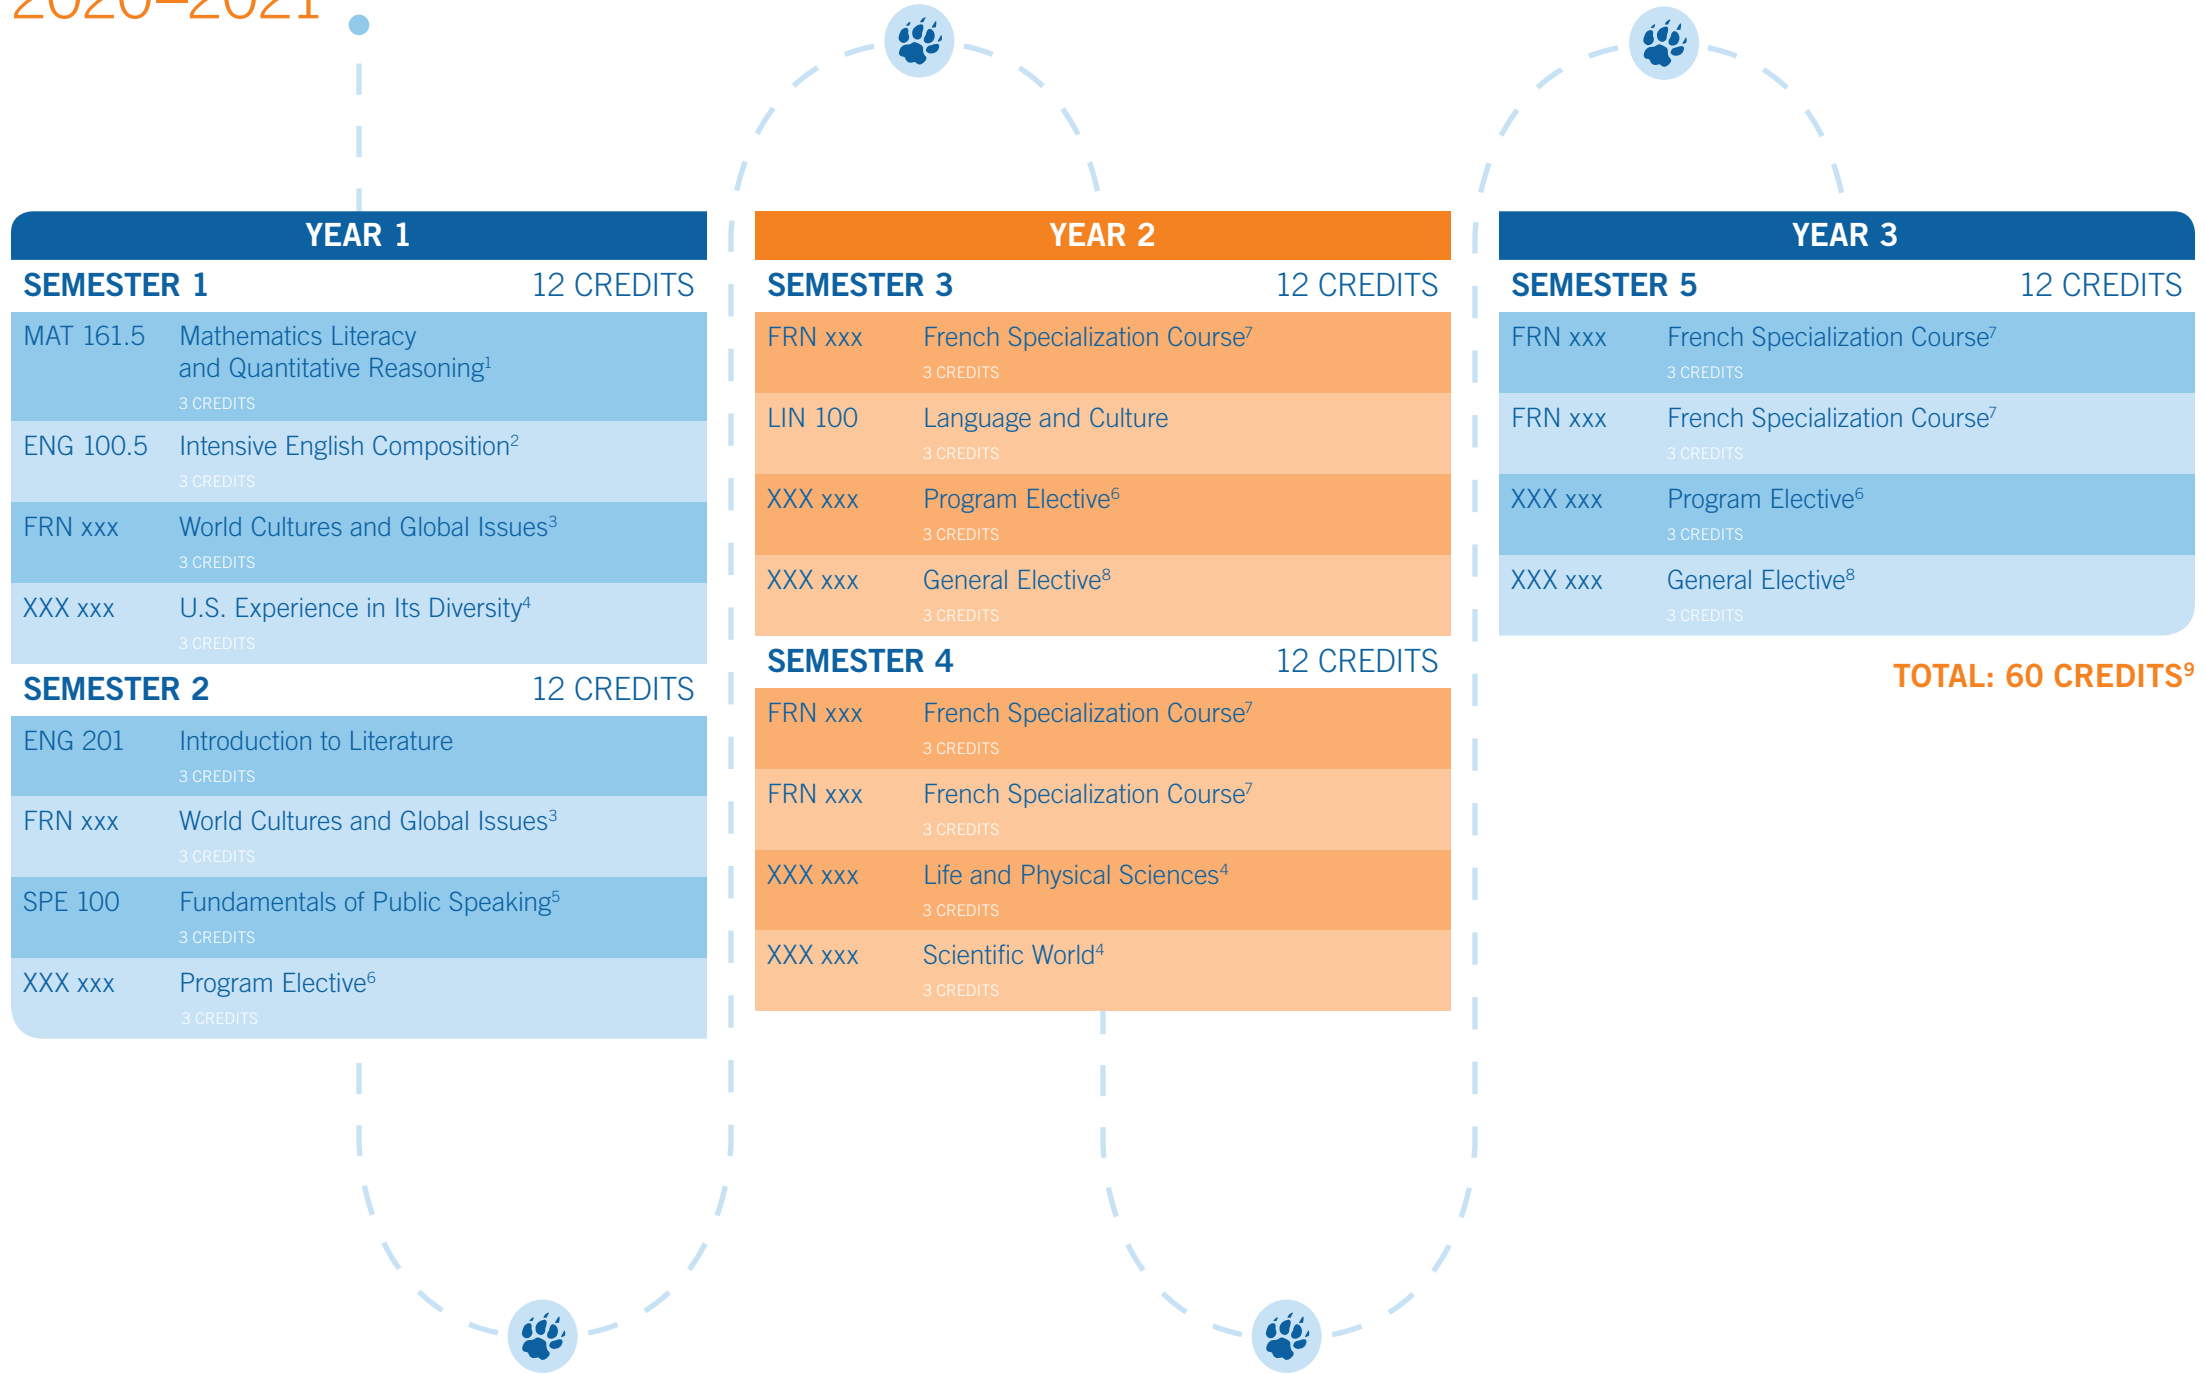 2020–2021
YEAR 1
SEMESTER 1 12 CREDITS
MAT 161.5 Mathematics Literacy
and Quantitative Reasoning¹
3 CREDITS
ENG 100.5 Intensive English Composition²
3 CREDITS
FRN xxx World Cultures and Global Issues³
3 CREDITS
XXX xxx U.S. Experience in Its Diversity⁴
3 CREDITS
SEMESTER 2 12 CREDITS
ENG 201 Introduction to Literature
3 CREDITS
FRN xxx World Cultures and Global Issues³
3 CREDITS
SPE 100 Fundamentals of Public Speaking⁵
3 CREDITS
XXX xxx Program Elective⁶
3 CREDITS
YEAR 2
SEMESTER 3 12 CREDITS
FRN xxx French Specialization Course⁷
3 CREDITS
LIN 100 Language and Culture
3 CREDITS
XXX xxx Program Elective⁶
3 CREDITS
XXX xxx General Elective⁸
3 CREDITS
SEMESTER 4 12 CREDITS
FRN xxx French Specialization Course⁷
3 CREDITS
FRN xxx French Specialization Course⁷
3 CREDITS
XXX xxx Life and Physical Sciences⁴
3 CREDITS
XXX xxx Scientific World⁴
3 CREDITS
YEAR 3
SEMESTER 5 12 CREDITS
FRN xxx French Specialization Course⁷
3 CREDITS
FRN xxx French Specialization Course⁷
3 CREDITS
XXX xxx Program Elective⁶
3 CREDITS
XXX xxx General Elective⁸
3 CREDITS
TOTAL: 60 CREDITS⁹